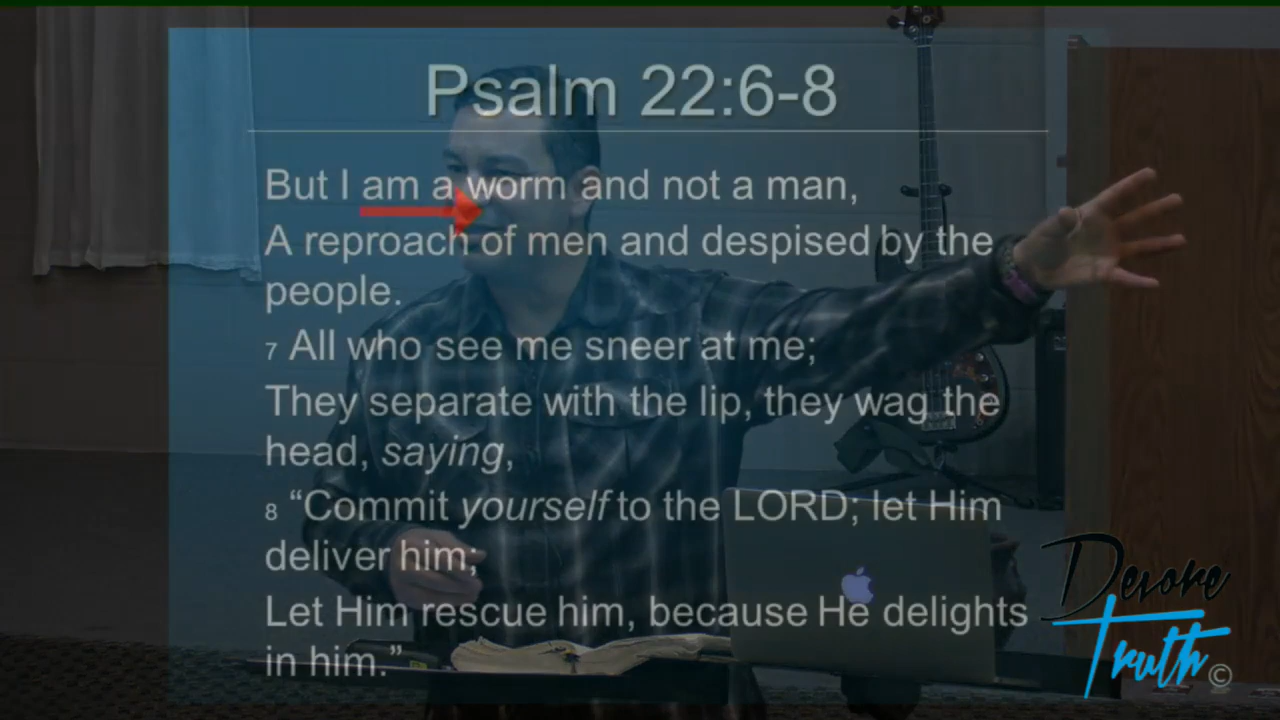 Psalm 22:6-8
But I am a worm and not a man,
A reproach of men and despised by the
people.
7 All who see me sneer at me;
They separate with the lip, they wag the
head, saying,
8 “Commit yourself to the LORD; let Him
deliver him;
Let Him rescue him, because He delights
in him.”
Devore
Truth©